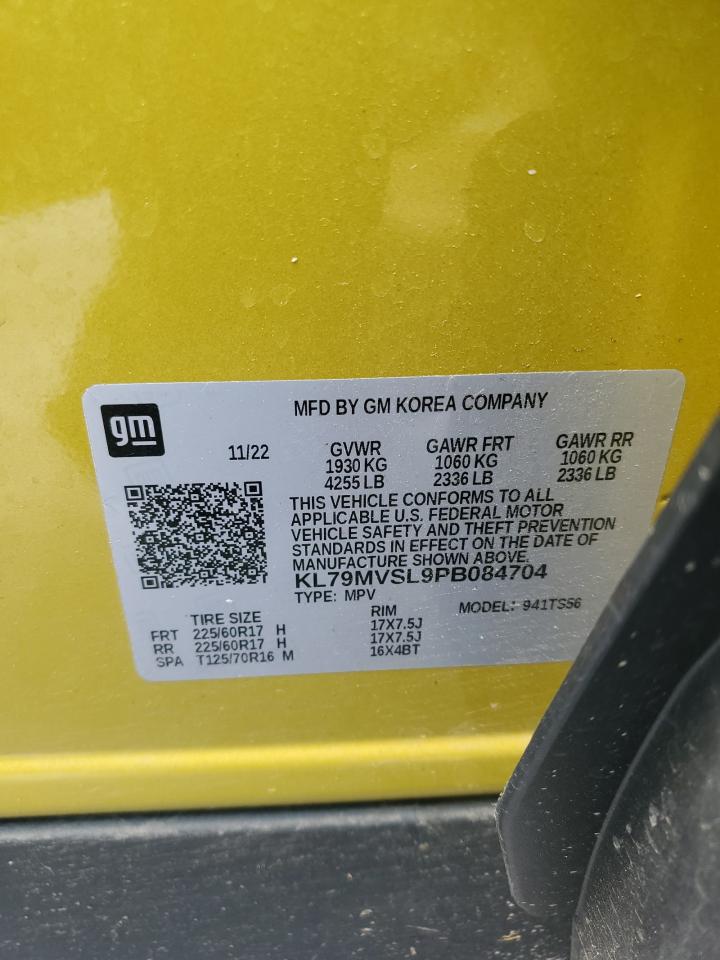 gm
MFD BY GM KOREA COMPANY
11/22 GVWR GAWR FRT GAWR RR
1930 KG 1060 KG 1060 KG
4255 LB 2336 LB 2336 LB
THIS VEHICLE CONFORMS TO ALL
APPLICABLE U.S. FEDERAL MOTOR
VEHICLE SAFETY AND THEFT PREVENTION
STANDARDS IN EFFECT ON THE DATE OF
MANUFACTURE SHOWN ABOVE.
KL79MVSL9PB084704
TYPE: MPV MODEL: 941TS56
TIRE SIZE RIM
FRT 225/60R17 H 17X7.5J
RR 225/60R17 H 17X7.5J
SPA T125/70R16 M 16X4BT